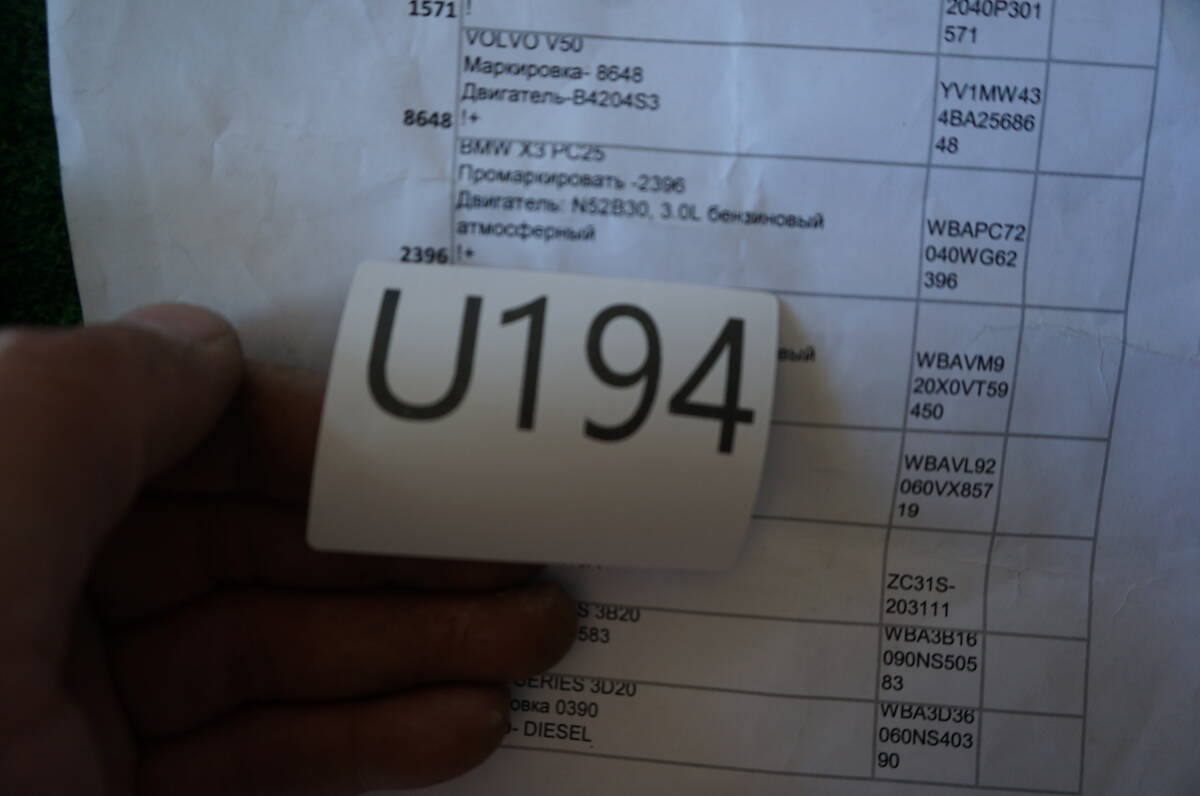 1571 !
2040P301
571
VOLVO V50
Маркировка- 8648
Двигатель-B4204S3
8648 !+
YV1MW43
4BA25686
48
BMW X3 PC25
Промаркировать -2396
Двигатель: N52B30, 3.0L бензиновый
атмосферный
2396 !+
WBAPC72
040WG62
396
U194
вый
WBAVM9
20X0VT59
450
WBAVL92
060VX857
19
ZC31S-
203111
S 3B20
583
WBA3B16
090NS505
83
SERIES 3D20
овка 0390
- DIESEL
WBA3D36
060NS403
90